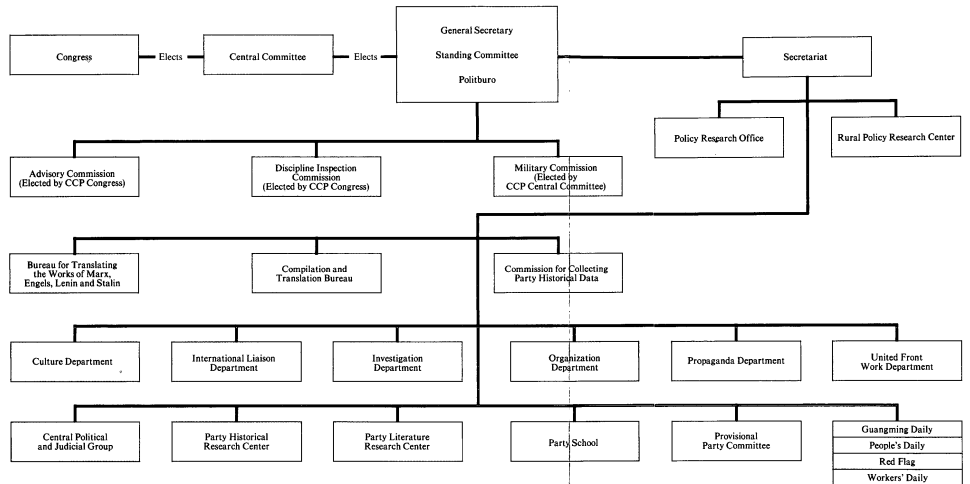 General Secretary
Standing Committee
Politburo
Congress
Elects
Central Committee
Elects
Secretariat
Policy Research Office
Rural Policy Research Center
Advisory Commission
(Elected by CCP Congress)
Discipline Inspection
Commission
(Elected by CCP Congress)
Military Commission
(Elected by
CCP Central Committee)
Bureau for Translating
the Works of Marx,
Engels, Lenin and Stalin
Compilation and
Translation Bureau
Commission for Collecting
Party Historical Data
Culture Department
International Liaison
Department
Investigation
Department
Organization
Department
Propaganda Department
United Front
Work Department
Central Political
and Judicial Group
Party Historical
Research Center
Party Literature
Research Center
Party School
Provisional
Party Committee
Guangming Daily
People's Daily
Red Flag
Workers' Daily